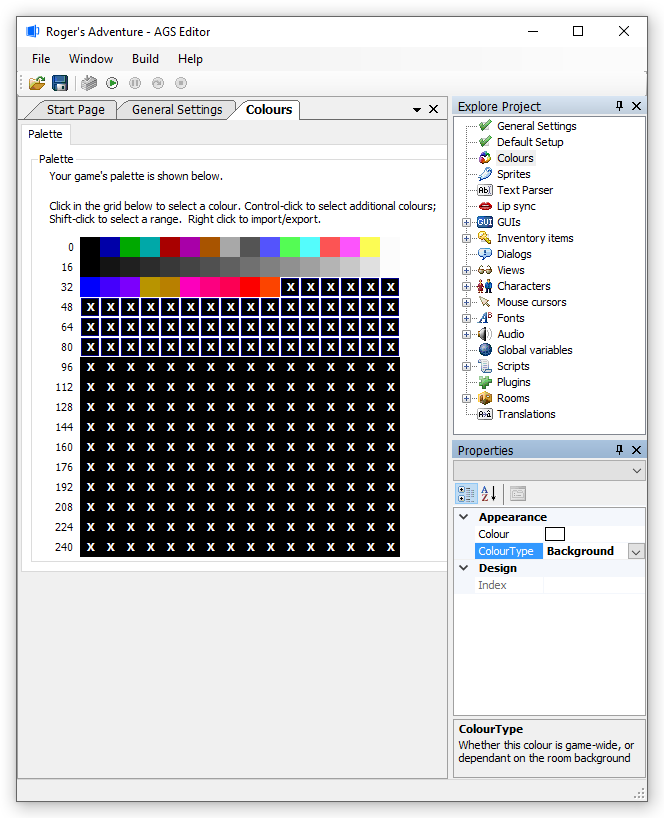 Roger's Adventure - AGS Editor
File Window Build Help
Start Page General Settings Colours
Palette
Palette
Your game's palette is shown below.
Click in the grid below to select a colour. Control-click to select additional colours;
Shift-click to select a range. Right click to import/export.
0
16
32 X X X X X X
48 X X X X X X X X X X X X X X X X
64 X X X X X X X X X X X X X X X X
80 X X X X X X X X X X X X X X X X
96 X X X X X X X X X X X X X X X X
112 X X X X X X X X X X X X X X X X
128 X X X X X X X X X X X X X X X X
144 X X X X X X X X X X X X X X X X
160 X X X X X X X X X X X X X X X X
176 X X X X X X X X X X X X X X X X
192 X X X X X X X X X X X X X X X X
208 X X X X X X X X X X X X X X X X
224 X X X X X X X X X X X X X X X X
240 X X X X X X X X X X X X X X X X
Explore Project
General Settings
Default Setup
Colours
Sprites
Text Parser
Lip sync
GUIs
Inventory items
Dialogs
Views
Characters
Mouse cursors
Fonts
Audio
Global variables
Scripts
Plugins
Rooms
Translations
Properties
Appearance
Colour
ColourType Background
Design
Index
ColourType
Whether this colour is game-wide, or
dependant on the room background